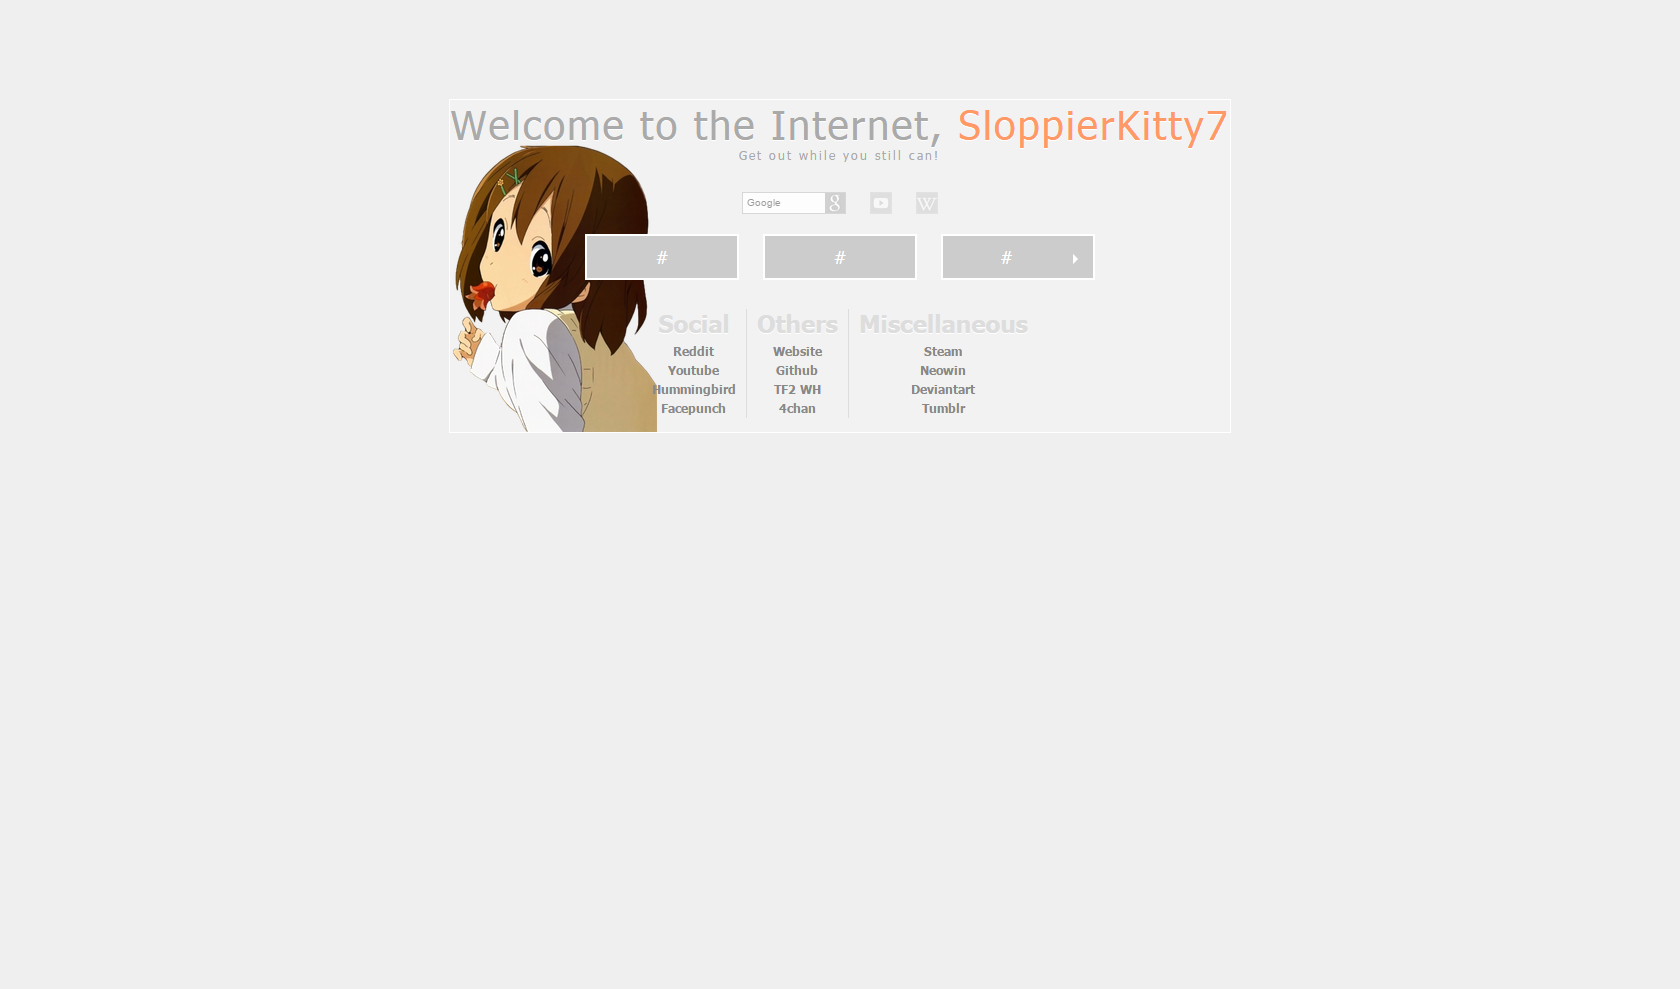 Welcome to the Internet, SloppierKitty7
Get out while you still can!
Google g W
# # #
Social Others Miscellaneous
Reddit Website Steam
Youtube Github Neowin
Hummingbird TF2 WH Deviantart
Facepunch 4chan Tumblr